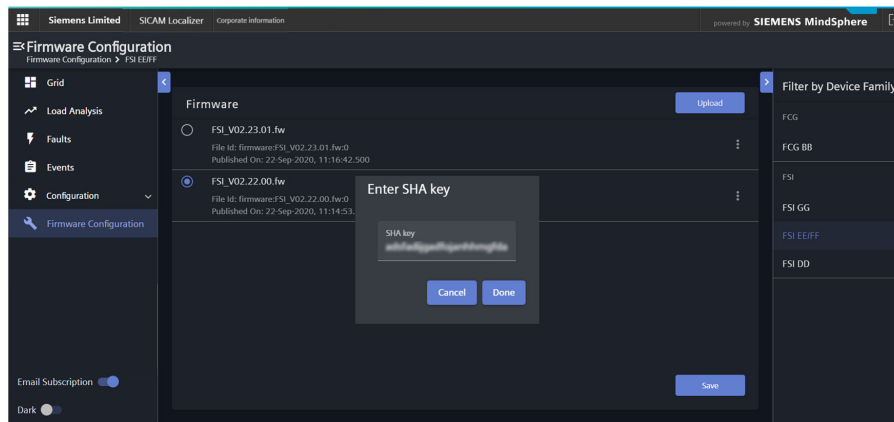 Siemens Limited SICAM Localizer Corporate information powered by SIEMENS MindSphere
Firmware Configuration
Firmware Configuration > FSI EE/FF
Grid
Load Analysis
Faults
Events
Configuration
Firmware Configuration
Email Subscription
Dark
Firmware
Upload
FSI_V02.23.01.fw
File Id: firmware:FSI_V02.23.01.fw:0
Published On: 22-Sep-2020, 11:16:42.500
FSI_V02.22.00.fw
File Id: firmware:FSI_V02.22.00.fw:0
Published On: 22-Sep-2020, 11:14:53.
Enter SHA key
SHA key
Cancel Done
Save
Filter by Device Family
FCG
FCG BB
FSI
FSI GG
FSI EE/FF
FSI DD